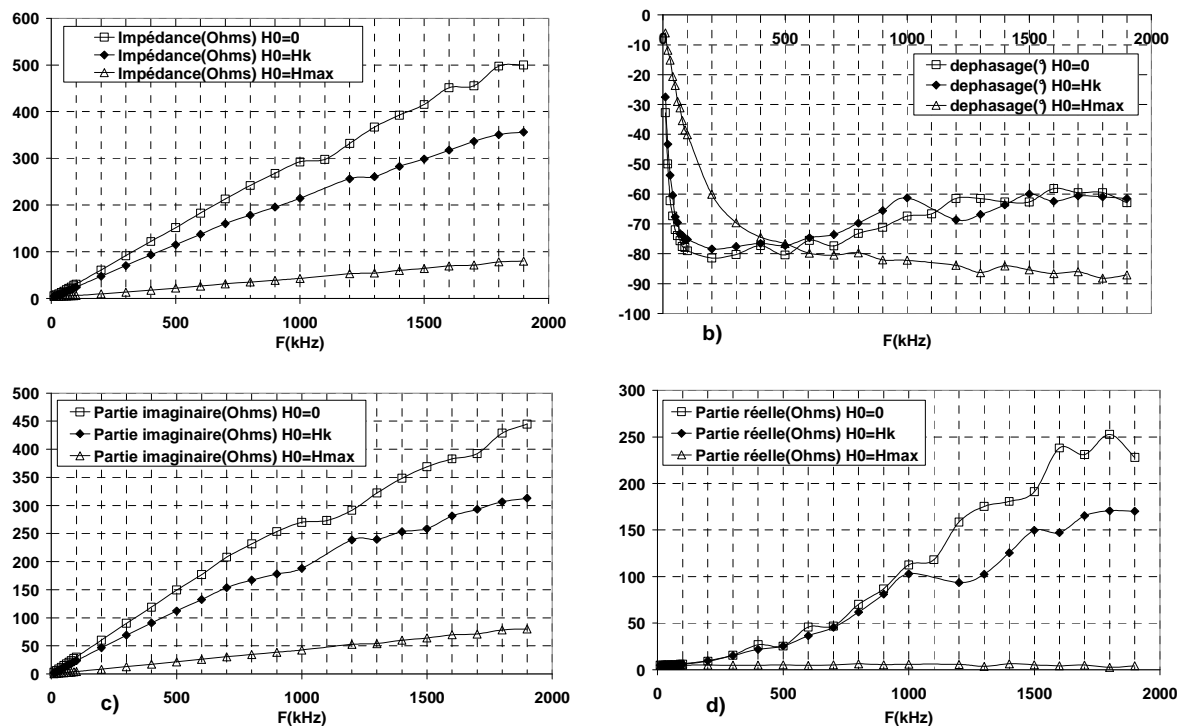 600
500
400
300
200
100
0
0 500 1000 1500 2000
F(kHz)
Impédance(Ohms) H0=0
Impédance(Ohms) H0=Hk
Impédance(Ohms) H0=Hmax
0
-10
-20
-30
-40
-50
-60
-70
-80
-90
-100
0 500 1000 1500 2000
dephasage(°) H0=0
dephasage(°) H0=Hk
dephasage(°) H0=Hmax
b)
F(kHz)
500
450
400
350
300
250
200
150
100
50
0
0 500 1000 1500 2000
Partie imaginaire(Ohms) H0=0
Partie imaginaire(Ohms) H0=Hk
Partie imaginaire(Ohms) H0=Hmax
c)
F(kHz)
300
250
200
150
100
50
0
0 500 1000 1500 2000
Partie réelle(Ohms) H0=0
Partie réelle(Ohms) H0=Hk
Partie réelle(Ohms) H0=Hmax
d)
F(kHz)